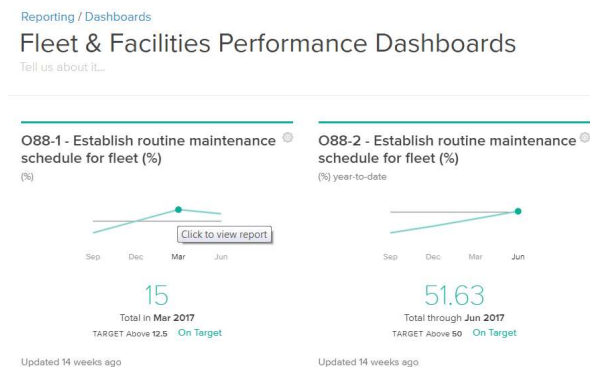 Reporting / Dashboards
Fleet & Facilities Performance Dashboards
Tell us about it...
O88-1 - Establish routine maintenance
schedule for fleet (%)
(%)
Click to view report
Sep Dec Mar Jun
15
Total in Mar 2017
TARGET Above 12.5 On Target
Updated 14 weeks ago
O88-2 - Establish routine maintenance
schedule for fleet (%)
(%) year-to-date
Sep Dec Mar Jun
51.63
Total through Jun 2017
TARGET Above 50 On Target
Updated 14 weeks ago